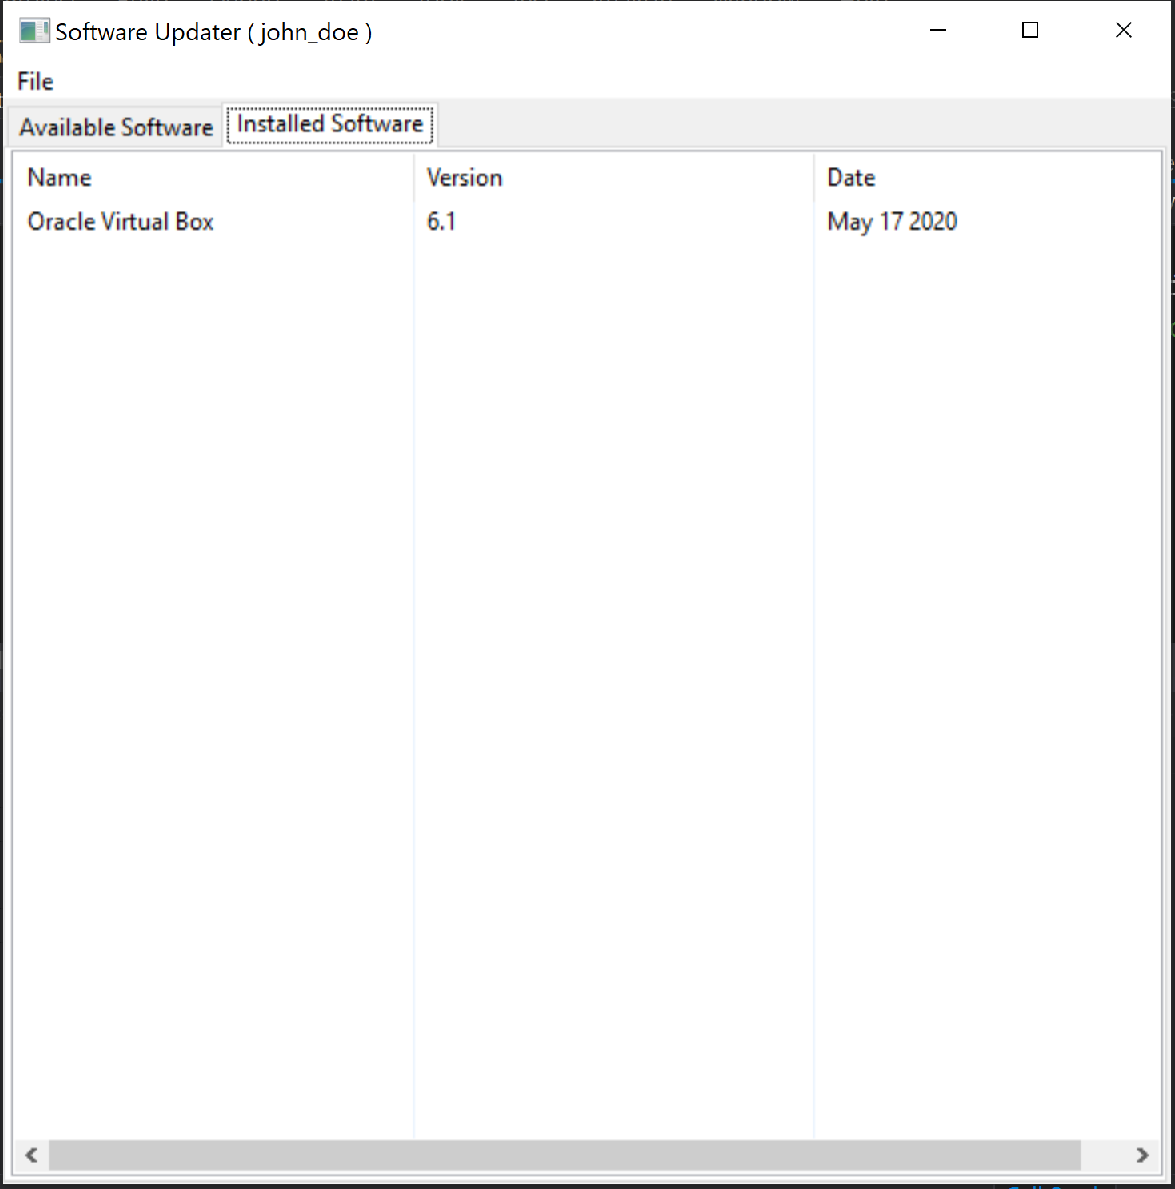 Software Updater ( john_doe )
File
Available Software Installed Software
Name Version Date
Oracle Virtual Box 6.1 May 17 2020